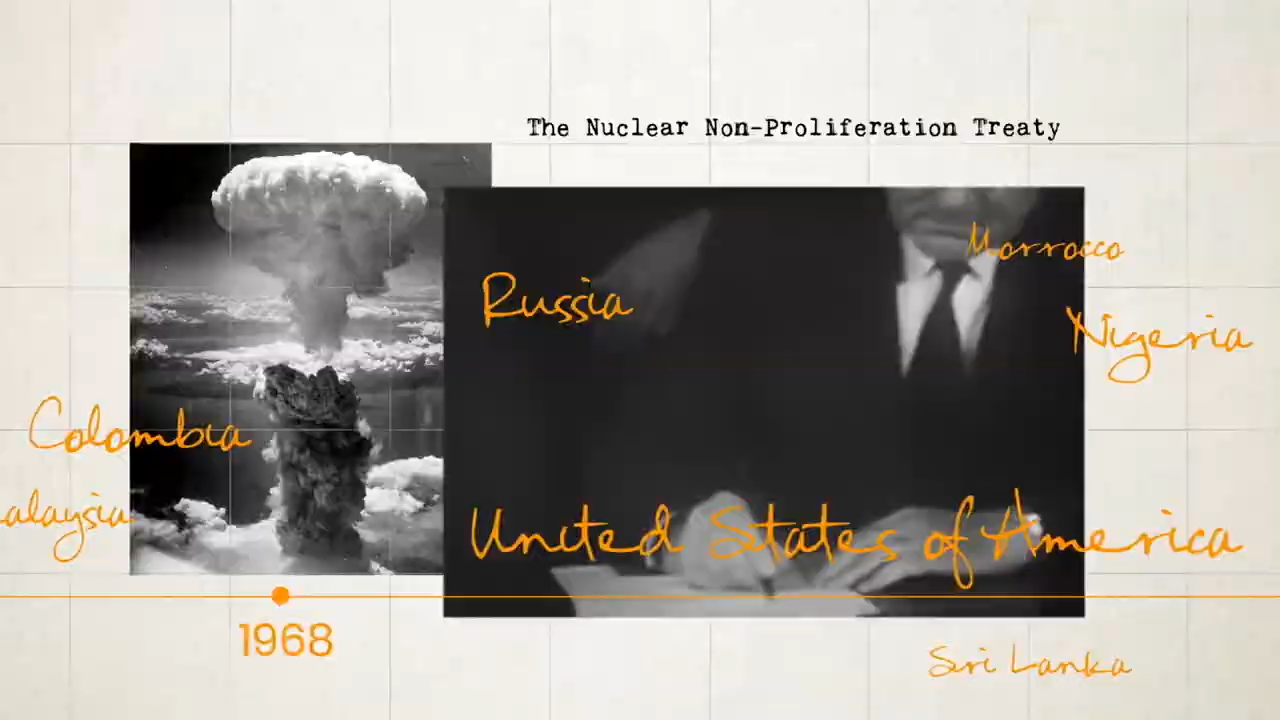 The Nuclear Non-Proliferation Treaty
Morrocco
Russia
Nigeria
Colombia
alaysia
United States of America
1968
Sri Lanka